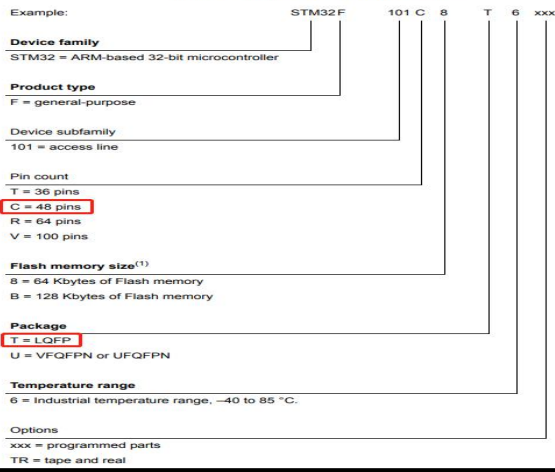 Example: STM32F 101 C 8 T 6 xxx
Device family
STM32 = ARM-based 32-bit microcontroller
Product type
F = general-purpose
Device subfamily
101 = access line
Pin count
T = 36 pins
C = 48 pins
R = 64 pins
V = 100 pins
Flash memory size(1)
8 = 64 Kbytes of Flash memory
B = 128 Kbytes of Flash memory
Package
T = LQFP
U = VFQFPN or UFQFPN
Temperature range
6 = Industrial temperature range, –40 to 85 °C.
Options
xxx = programmed parts
TR = tape and real